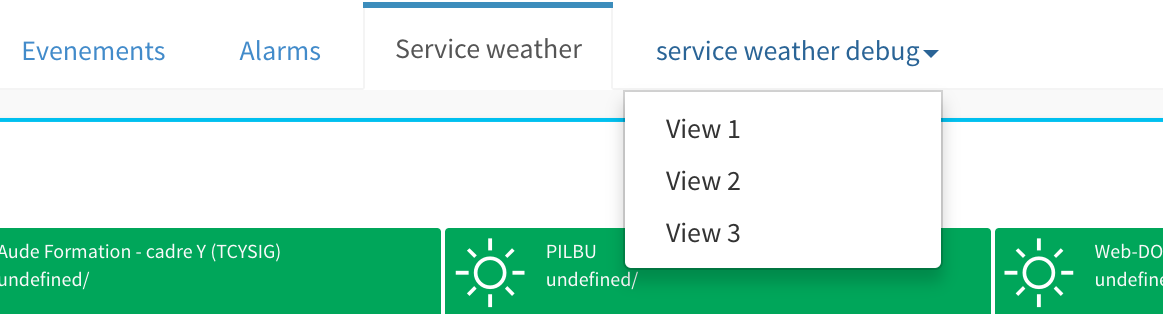 Evenements
Alarms
Service weather
service weather debug
View 1
View 2
View 3
Aude Formation - cadre Y (TCYSIG)
undefined/
PILBU
undefined/
Web-DO
undefine